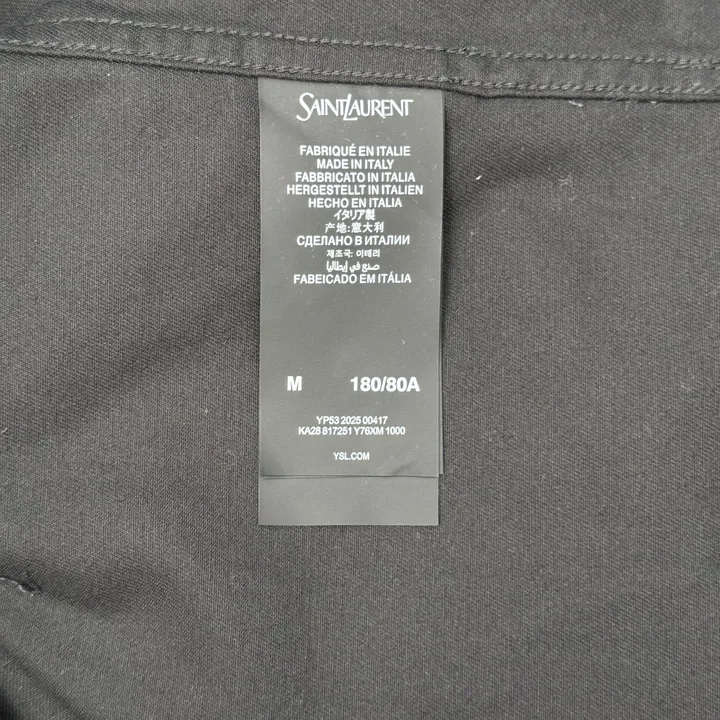 SAINT LAURENT
FABRIQUÉ EN ITALIE
MADE IN ITALY
FABBRICATO IN ITALIA
HERGESTELLT IN ITALIEN
HECHO EN ITALIA
イタリア製
产地:意大利
СДЕЛАНО В ИТАЛИИ
제조국: 이태리
صنع في إيطاليا
FABEICADO EM ITÁLIA
M 180/80A
YP53 2025 00417
KA28 817251 Y76XM 1000
YSL.COM